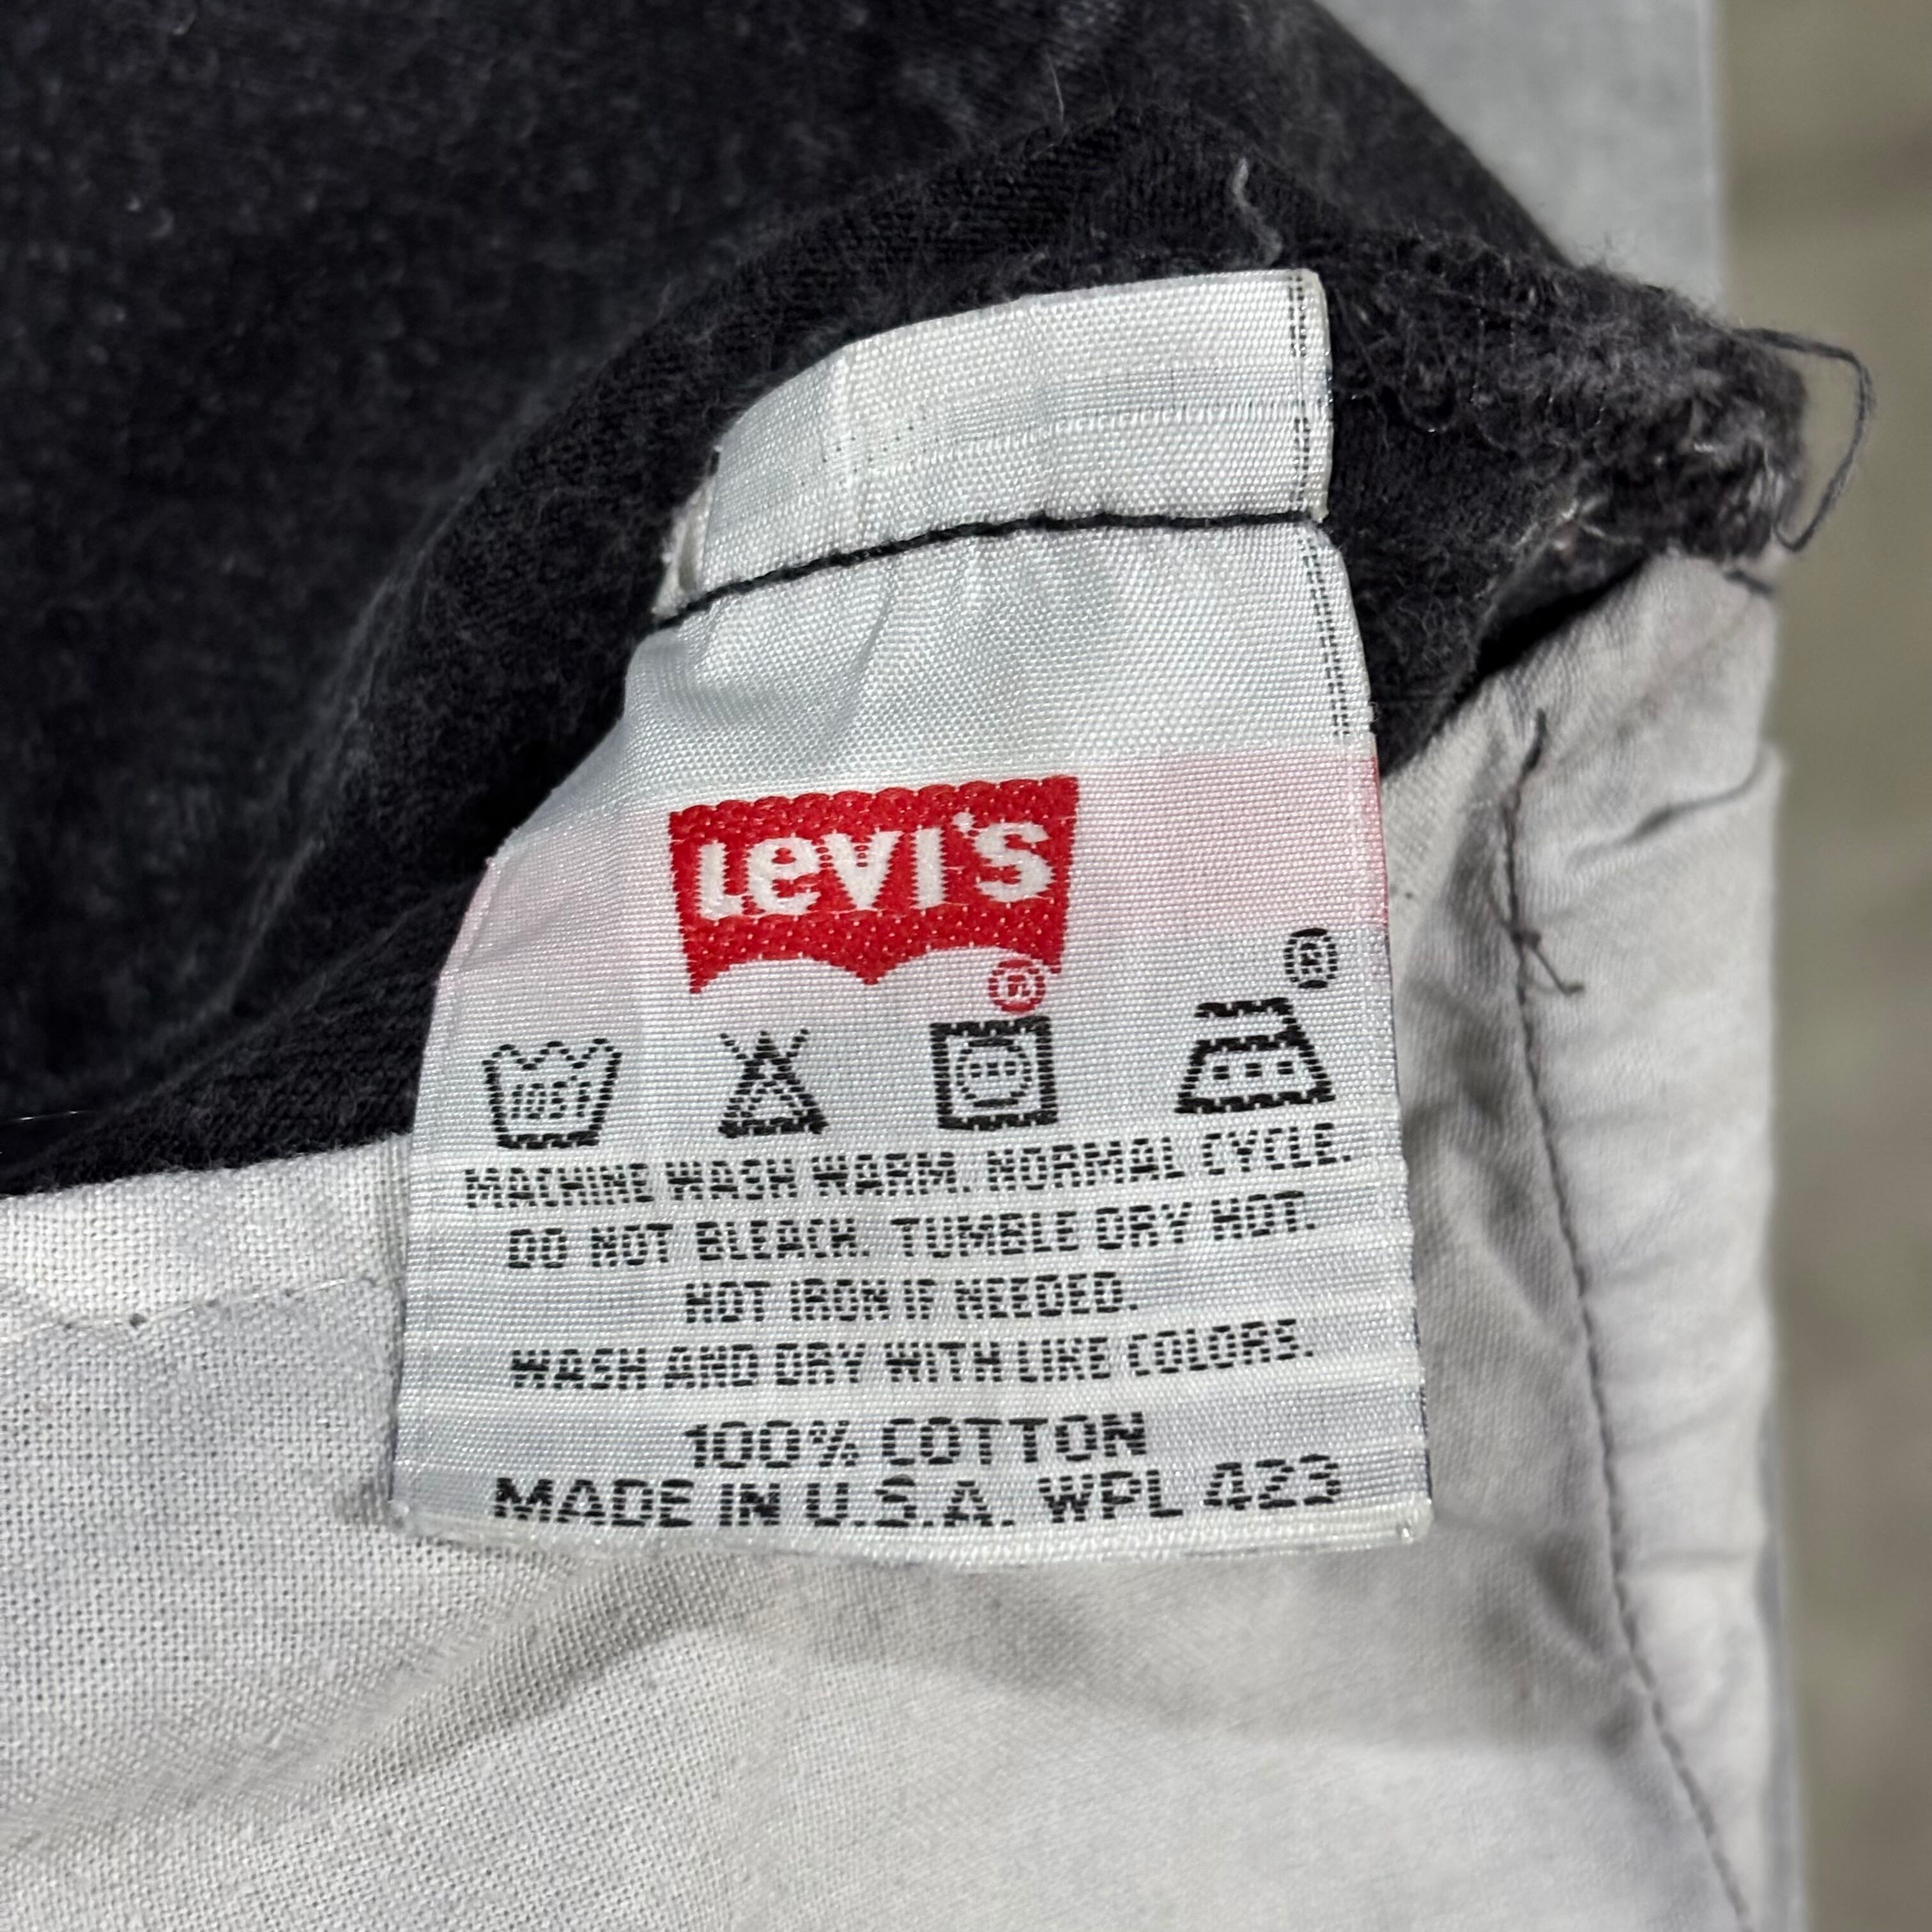 Levi's
®
®
105F
MACHINE WASH WARM. NORMAL CYCLE.
DO NOT BLEACH. TUMBLE DRY HOT.
HOT IRON IF NEEDED.
WASH AND DRY WITH LIKE COLORS.
100% COTTON
MADE IN U.S.A. WPL 423